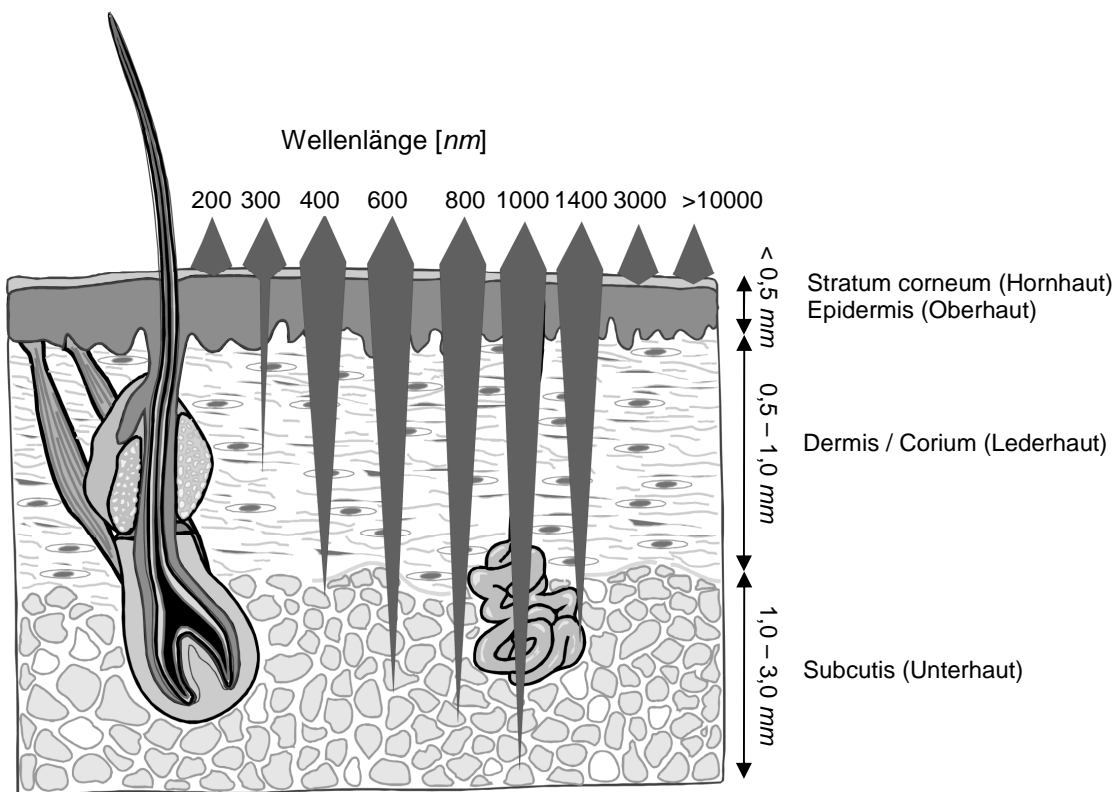 Wellenlänge [nm]
200 300 400 600 800 1000 1400 3000 >10000
< 0,5 mm
Stratum corneum (Hornhaut)
Epidermis (Oberhaut)
0,5 – 1,0 mm
Dermis / Corium (Lederhaut)
1,0 – 3,0 mm
Subcutis (Unterhaut)